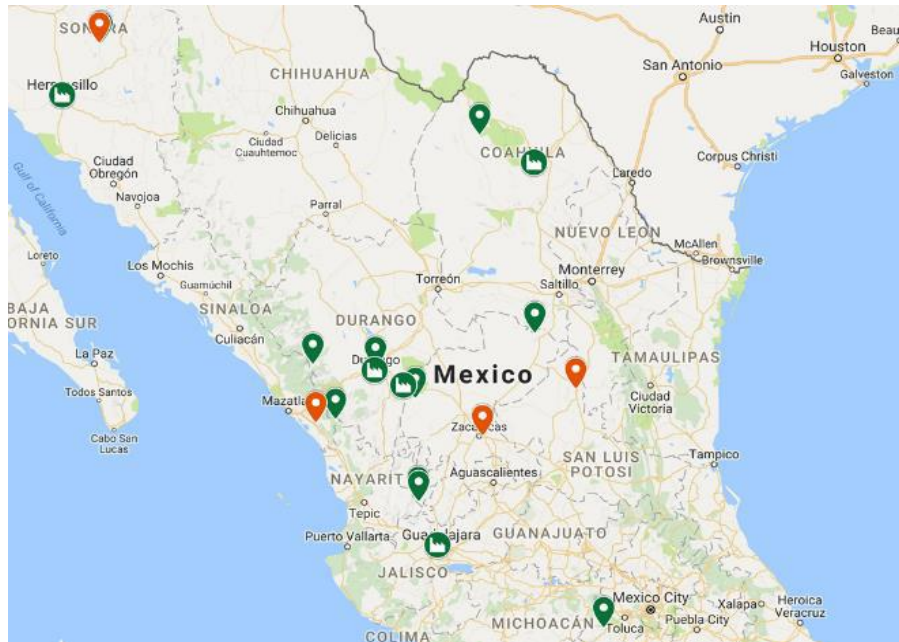 SONORA
Austin
Houston
Beau
San Antonio
Galveston
Hermosillo
CHIHUAHUA
Chihuahua
Delicias
Ciudad
Cuauhtemoc
COAHUILA
Corpus Christi
Laredo
Ciudad
Obregón
Navojoa
Gulf of California
Parral
NUEVO LEON
McAllen
Brownsville
Loreto
Los Mochis
Guamúchil
Torreón
Monterrey
Saltillo
BAJA
FORNIA SUR
SINALOA
Culiacán
DURANGO
La Paz
Durango
TAMAULIPAS
Mexico
Todos Santos
Mazatla
Ciudad
Victoria
Cabo San
Lucas
Zacatecas
NAYARIT
Aguascalientes
SAN LUIS
POTOSI
Tampico
Tepic
Puerto Vallarta
Guadalajara
GUANAJUATO
JALISCO
MICHOACÁN
Mexico City
Toluca
Puebla City
Xalapa
Heroica
Veracruz
COLIMA